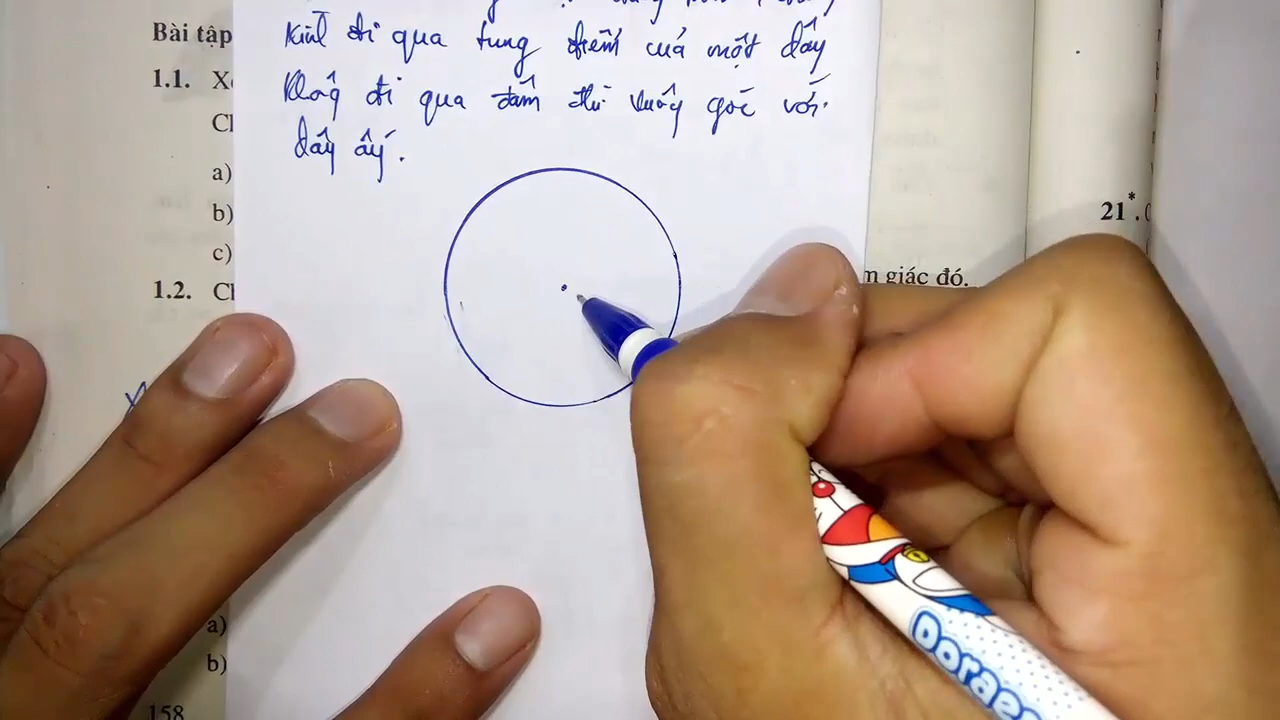 Bài tập
kính đi qua trung điểm của một dây
1.1. X
không đi qua tâm thì vuông góc với
C
dây ấy.
a)
b)
21*.
c)
m giác đó.
1.2. C
a)
b)
158
Dorae